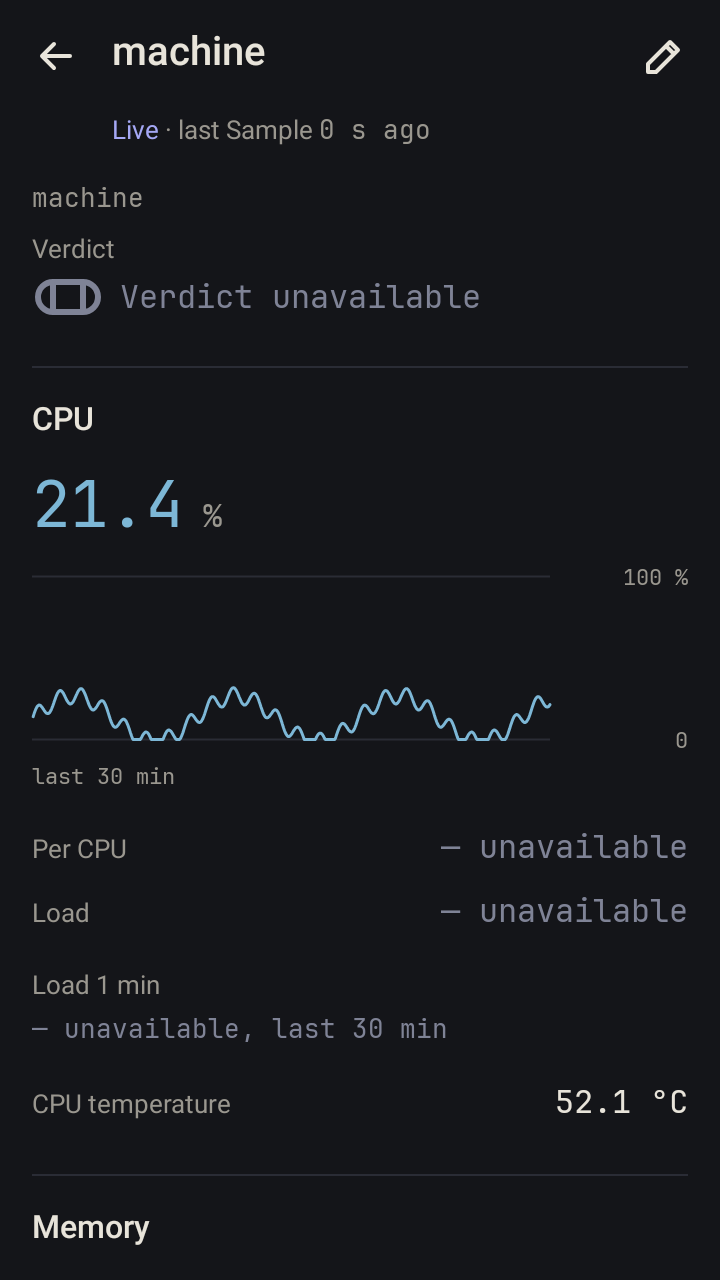 machine
Live · last Sample 0 s ago
machine
Verdict
Verdict unavailable
CPU
21.4 %
100 %
0
last 30 min
Per CPU — unavailable
Load — unavailable
Load 1 min
— unavailable, last 30 min
CPU temperature 52.1 °C
Memory